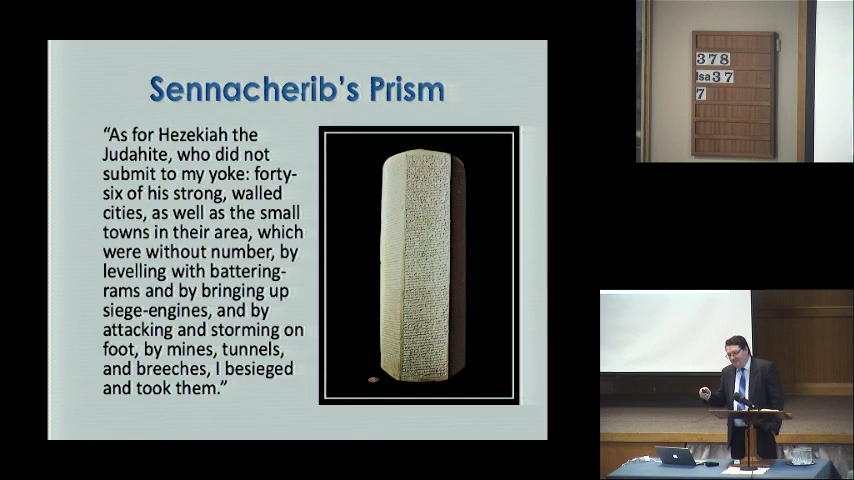 Sennacherib's Prism
"As for Hezekiah the
Judahite, who did not
submit to my yoke: forty-
six of his strong, walled
cities, as well as the small
towns in their area, which
were without number, by
levelling with battering-
rams and by bringing up
siege-engines, and by
attacking and storming on
foot, by mines, tunnels,
and breeches, I besieged
and took them."
378
Isa37
7